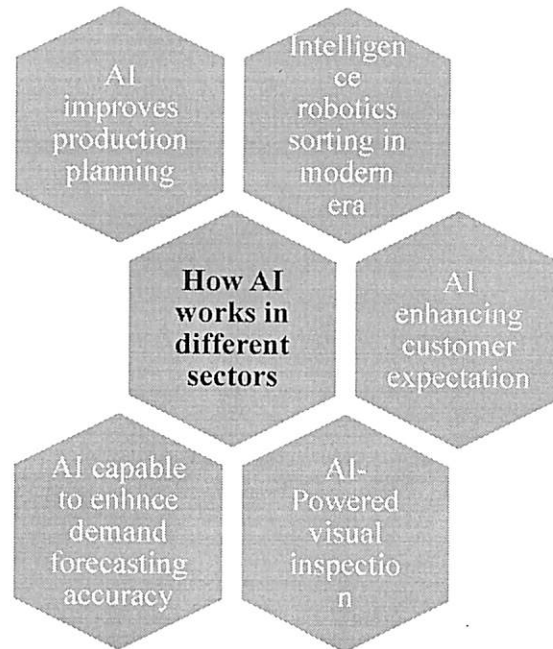 AI
improves
production
planning
Intelligen
ce
robotics
sorting in
modern
era
How AI
works in
different
sectors
AI
enhancing
customer
expectation
AI capable
to enhnce
demand
forecasting
accuracy
AI-
Powered
visual
inspectio
n